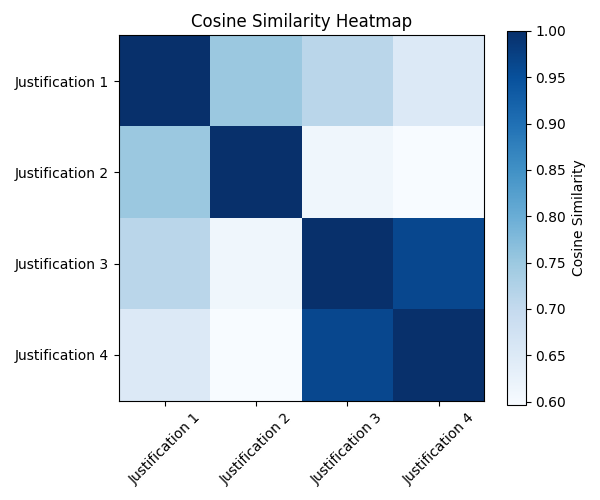 Cosine Similarity Heatmap
Justification 1
Justification 2
Justification 3
Justification 4
Justification 1
Justification 2
Justification 3
Justification 4
1.00
0.95
0.90
0.85
0.80
0.75
0.70
0.65
0.60
Cosine Similarity